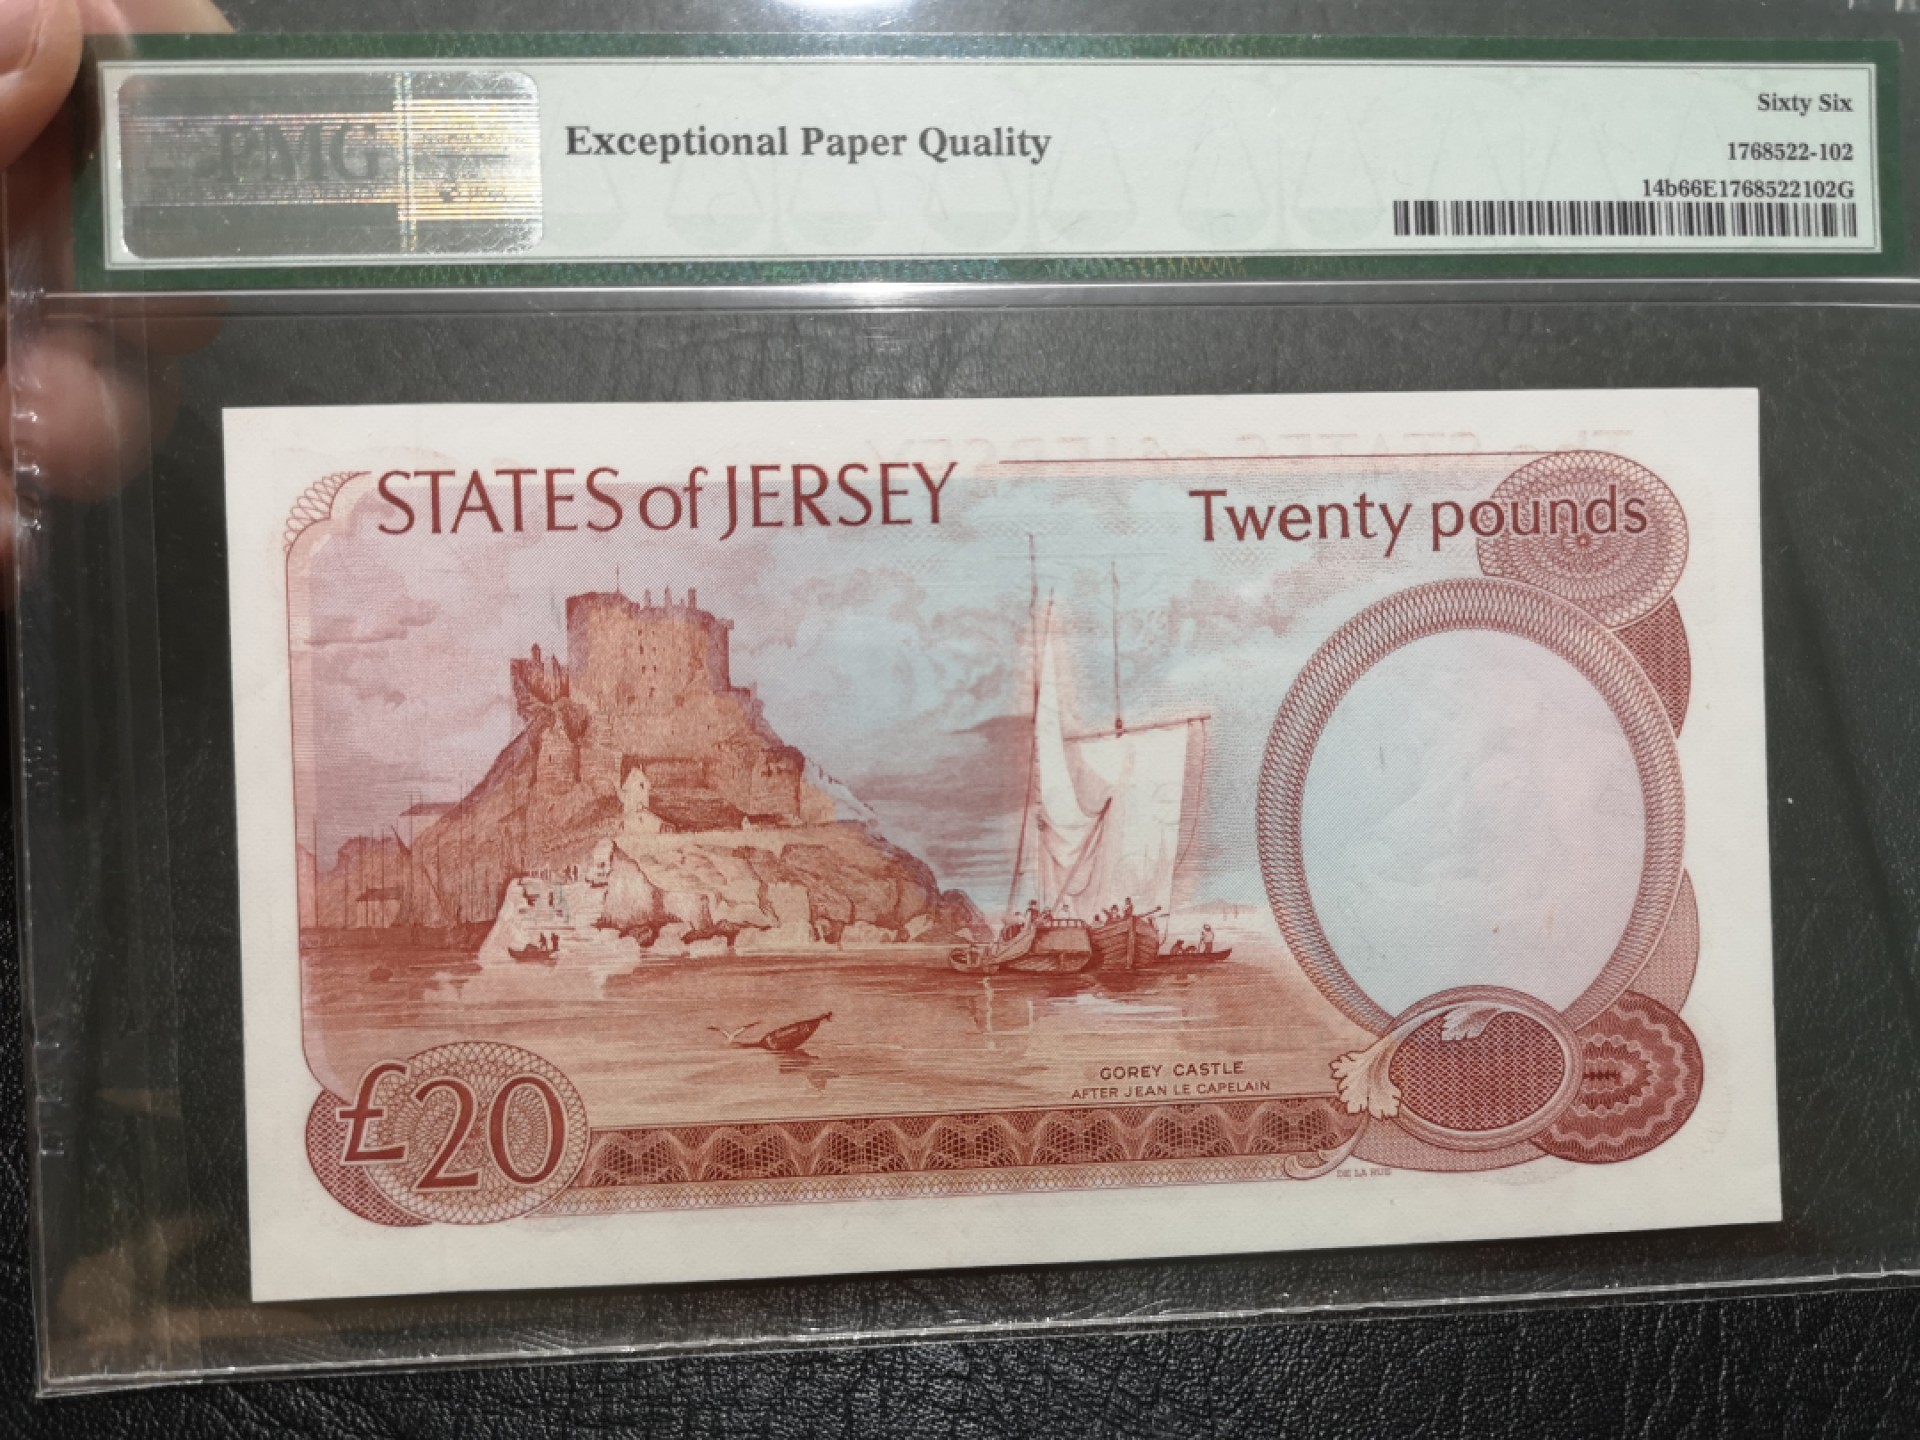 PMG
Exceptional Paper Quality
Sixty Six
1768522-102
14b66E1768522102G
STATES of JERSEY
Twenty pounds
GOREY CASTLE
AFTER JEAN LE CAPELAIN
£20
DE LA RUE